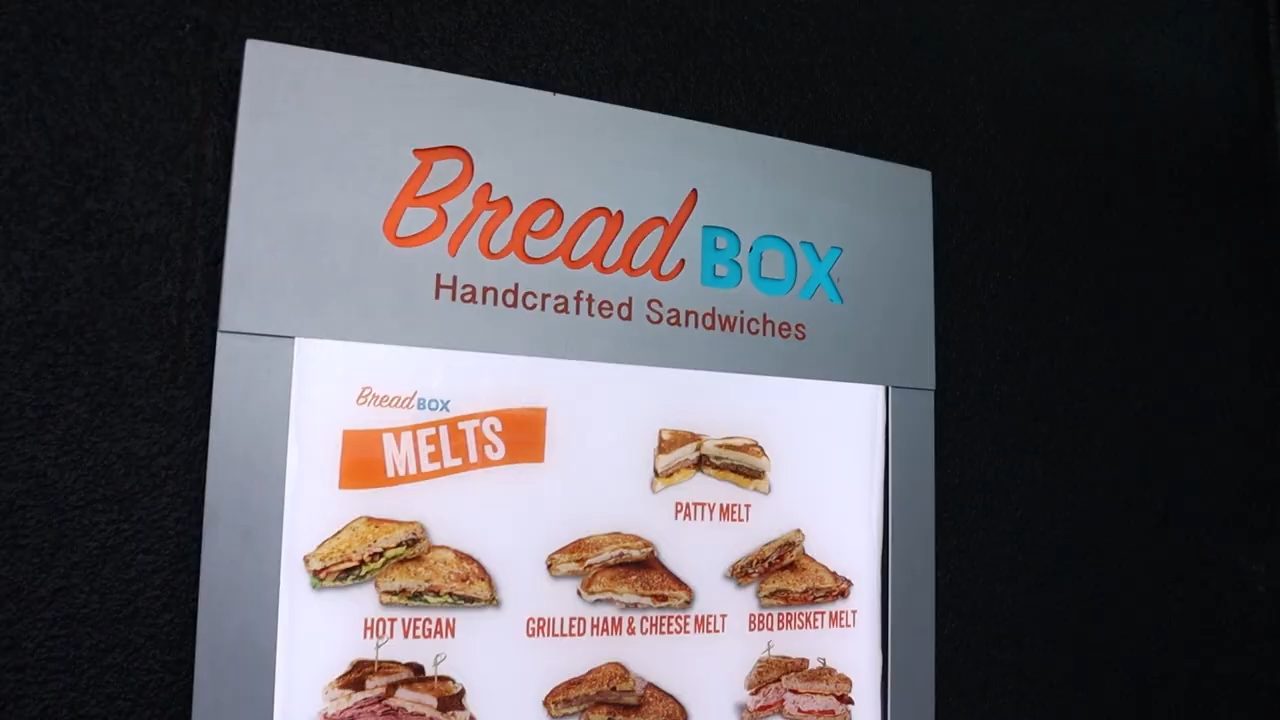 Bread BOX
Handcrafted Sandwiches
Bread BOX
MELTS
PATTY MELT
HOT VEGAN
GRILLED HAM & CHEESE MELT
BBQ BRISKET MELT